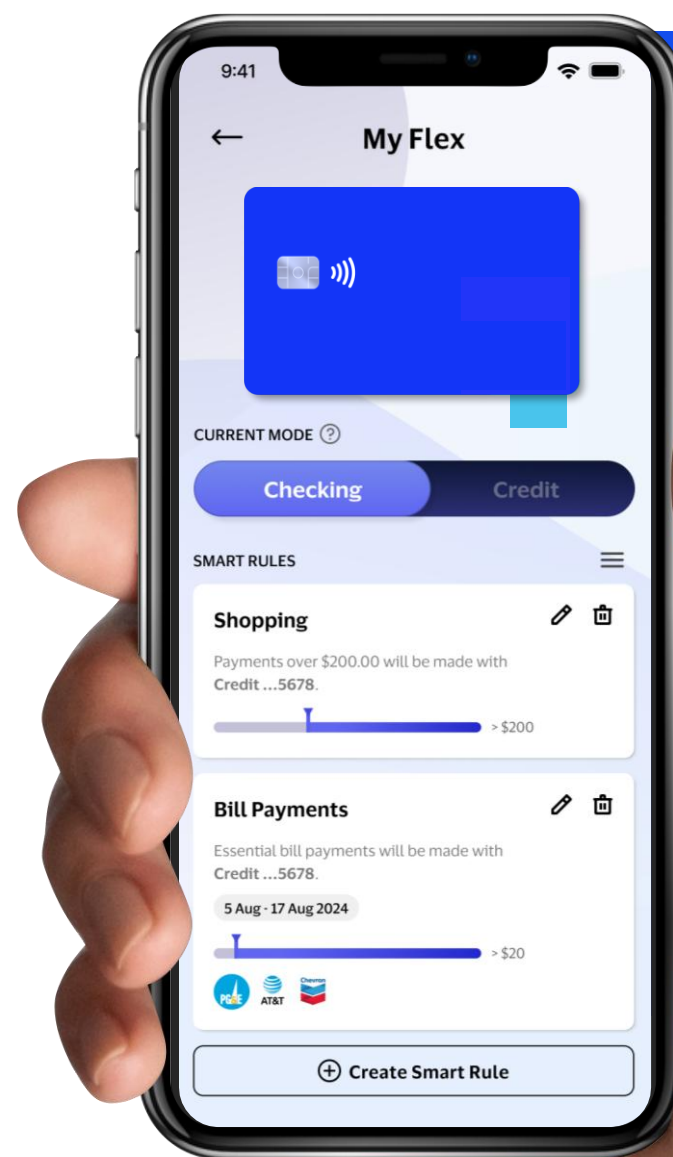 9:41
My Flex
CURRENT MODE ?
Checking Credit
SMART RULES
Shopping
Payments over $200.00 will be made with
Credit ...5678.
> $200
Bill Payments
Essential bill payments will be made with
Credit ...5678.
5 Aug - 17 Aug 2024
> $20
PG&E AT&T Chevron
Create Smart Rule